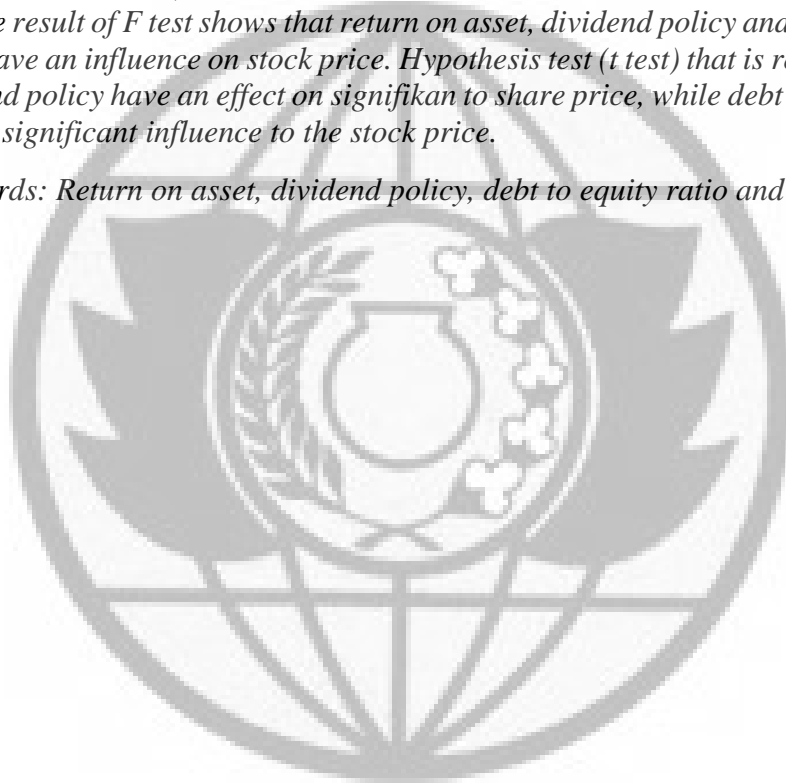 e result of F test shows that return on asset, dividend policy and
ave an influence on stock price. Hypothesis test (t test) that is re
nd policy have an effect on signifikan to share price, while debt
significant influence to the stock price.
rds: Return on asset, dividend policy, debt to equity ratio and